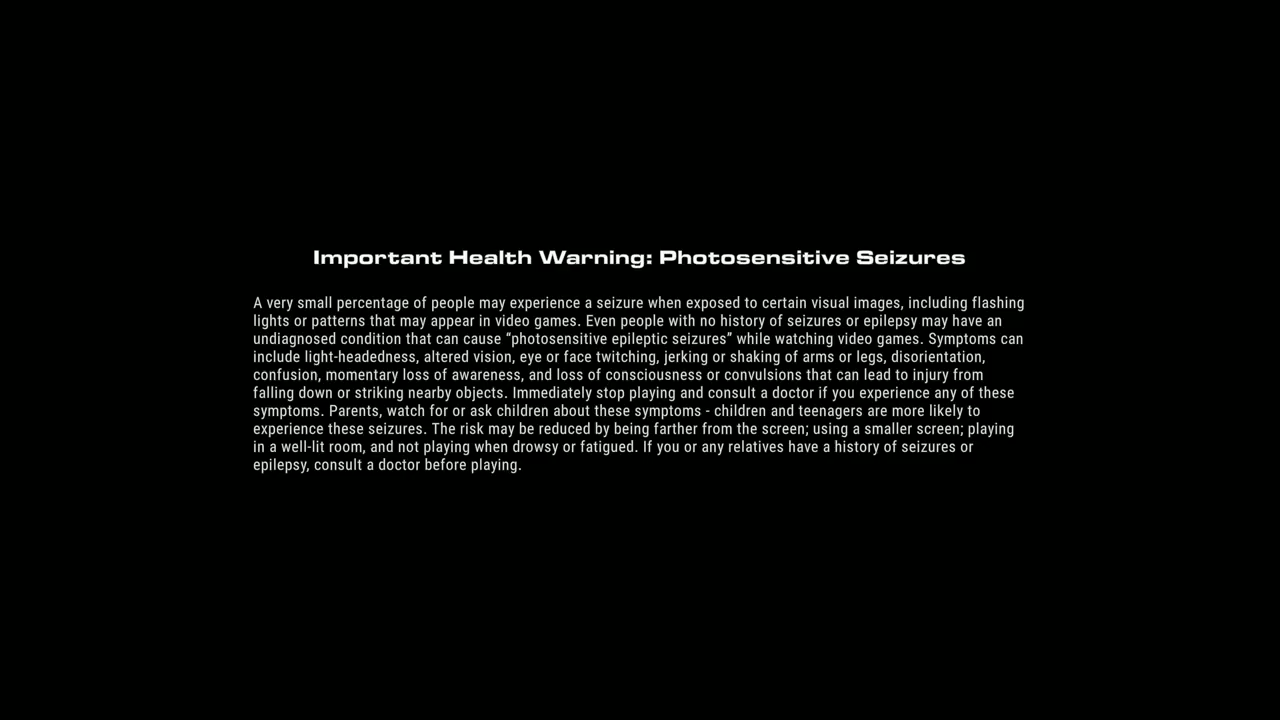 Important Health Warning: Photosensitive Seizures
A very small percentage of people may experience a seizure when exposed to certain visual images, including flashing
lights or patterns that may appear in video games. Even people with no history of seizures or epilepsy may have an
undiagnosed condition that can cause “photosensitive epileptic seizures” while watching video games. Symptoms can
include light-headedness, altered vision, eye or face twitching, jerking or shaking of arms or legs, disorientation,
confusion, momentary loss of awareness, and loss of consciousness or convulsions that can lead to injury from
falling down or striking nearby objects. Immediately stop playing and consult a doctor if you experience any of these
symptoms. Parents, watch for or ask children about these symptoms - children and teenagers are more likely to
experience these seizures. The risk may be reduced by being farther from the screen; using a smaller screen; playing
in a well-lit room, and not playing when drowsy or fatigued. If you or any relatives have a history of seizures or
epilepsy, consult a doctor before playing.